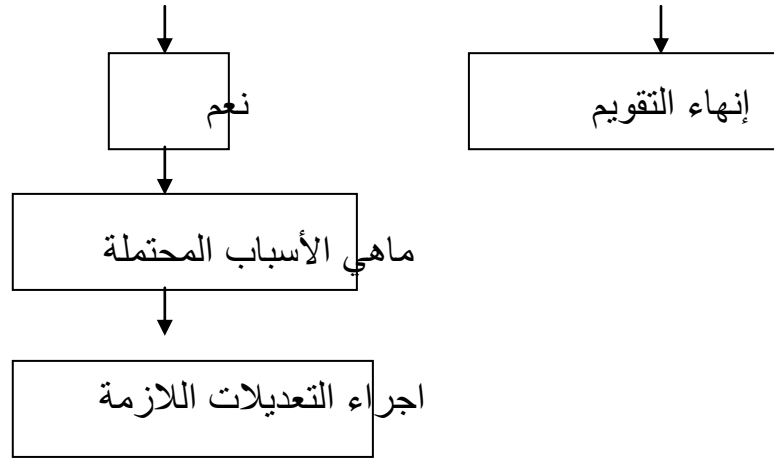 إنهاء التقويم
نعم
ماهي الأسباب المحتملة
اجراء التعديلات اللازمة